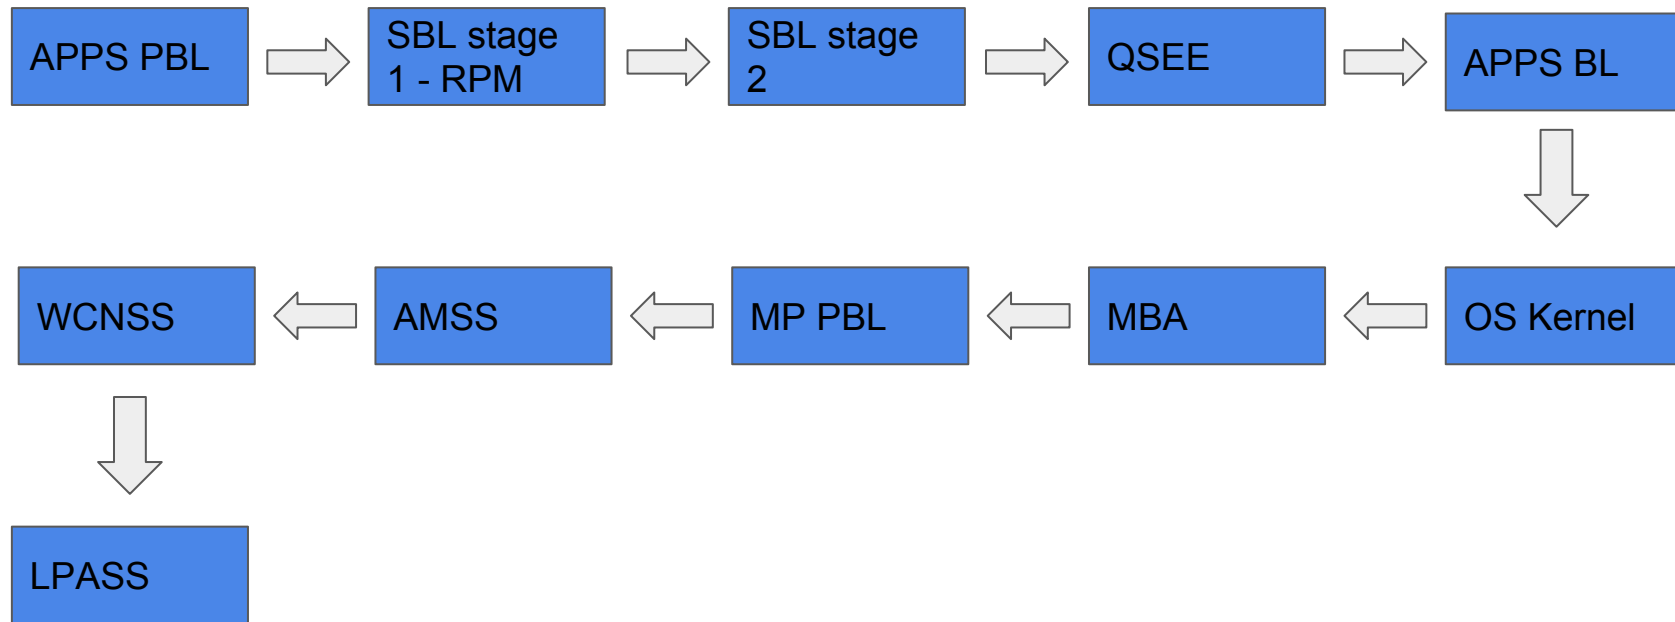 APPS PBL
SBL stage
1 - RPM
SBL stage
2
QSEE
APPS BL
OS Kernel
MBA
MP PBL
AMSS
WCNSS
LPASS